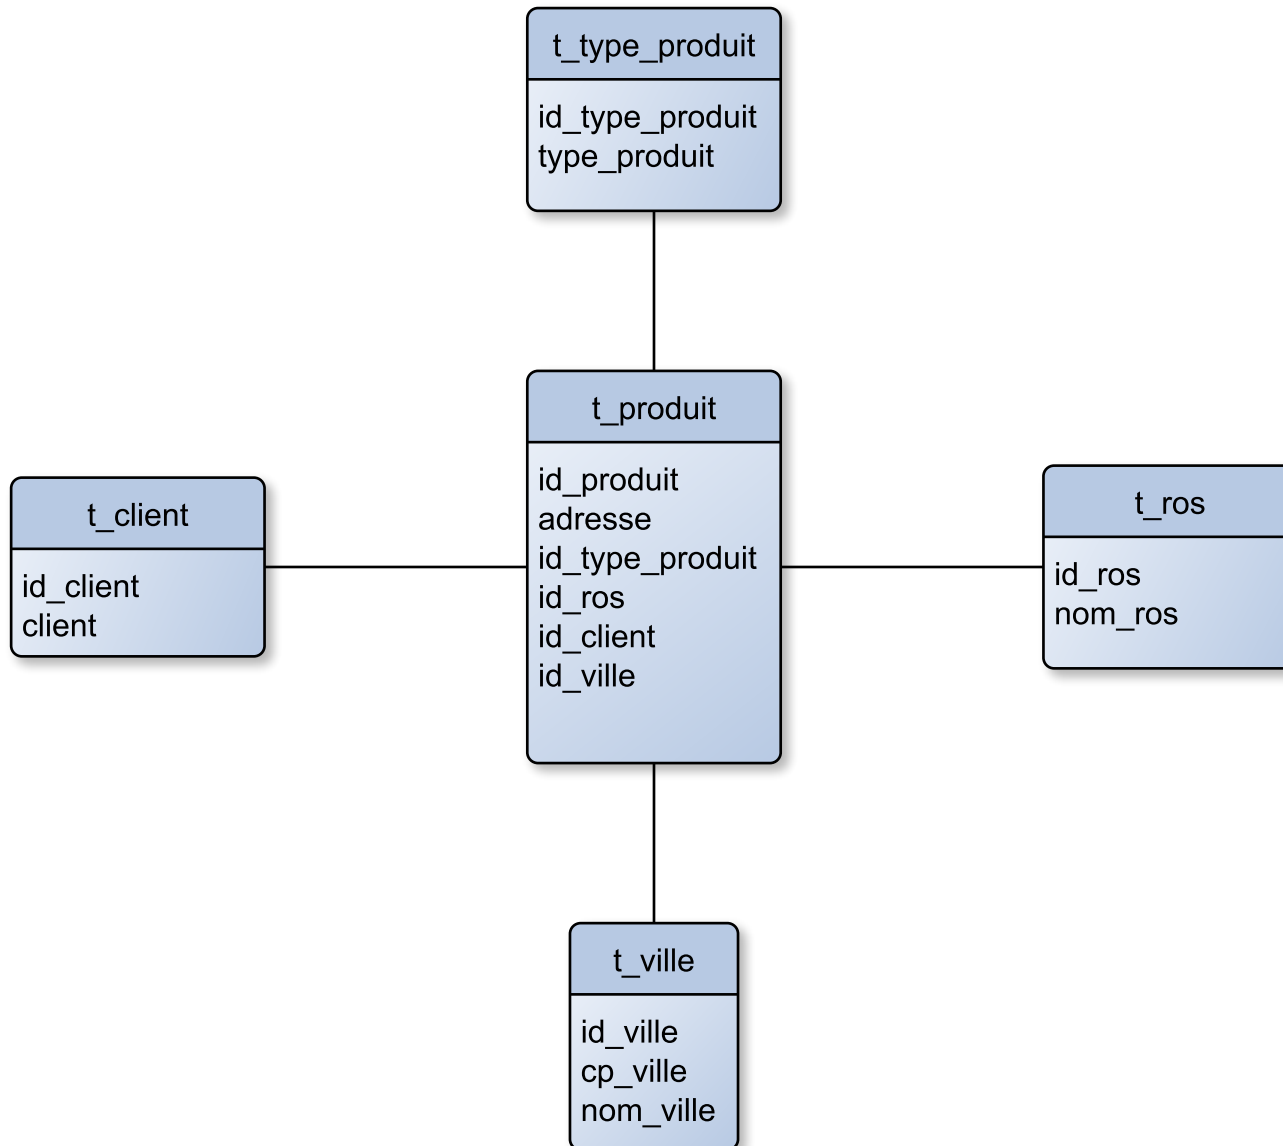 t_type_produit
id_type_produit
type_produit
t_produit
id_produit
adresse
id_type_produit
id_ros
id_client
id_ville
t_client
id_client
client
t_ros
id_ros
nom_ros
t_ville
id_ville
cp_ville
nom_ville